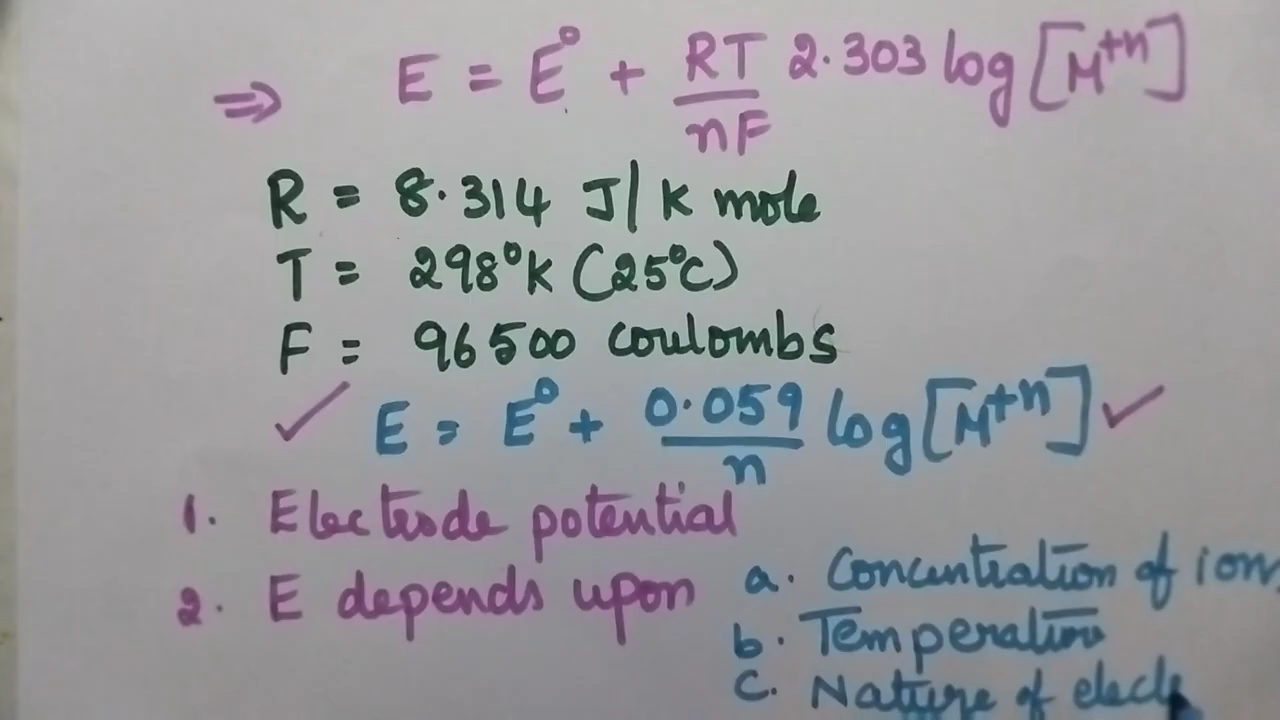 ⇒ E = E° + RT/nF 2.303 log [M⁺ⁿ]
R = 8.314 J/K mole
T = 298°K (25°C)
F = 96500 coulombs
✓ E = E° + 0.059/n log [M⁺ⁿ] ✓
1. Electrode potential
2. E depends upon
a. Concentration of ion
b. Temperature
c. Nature of